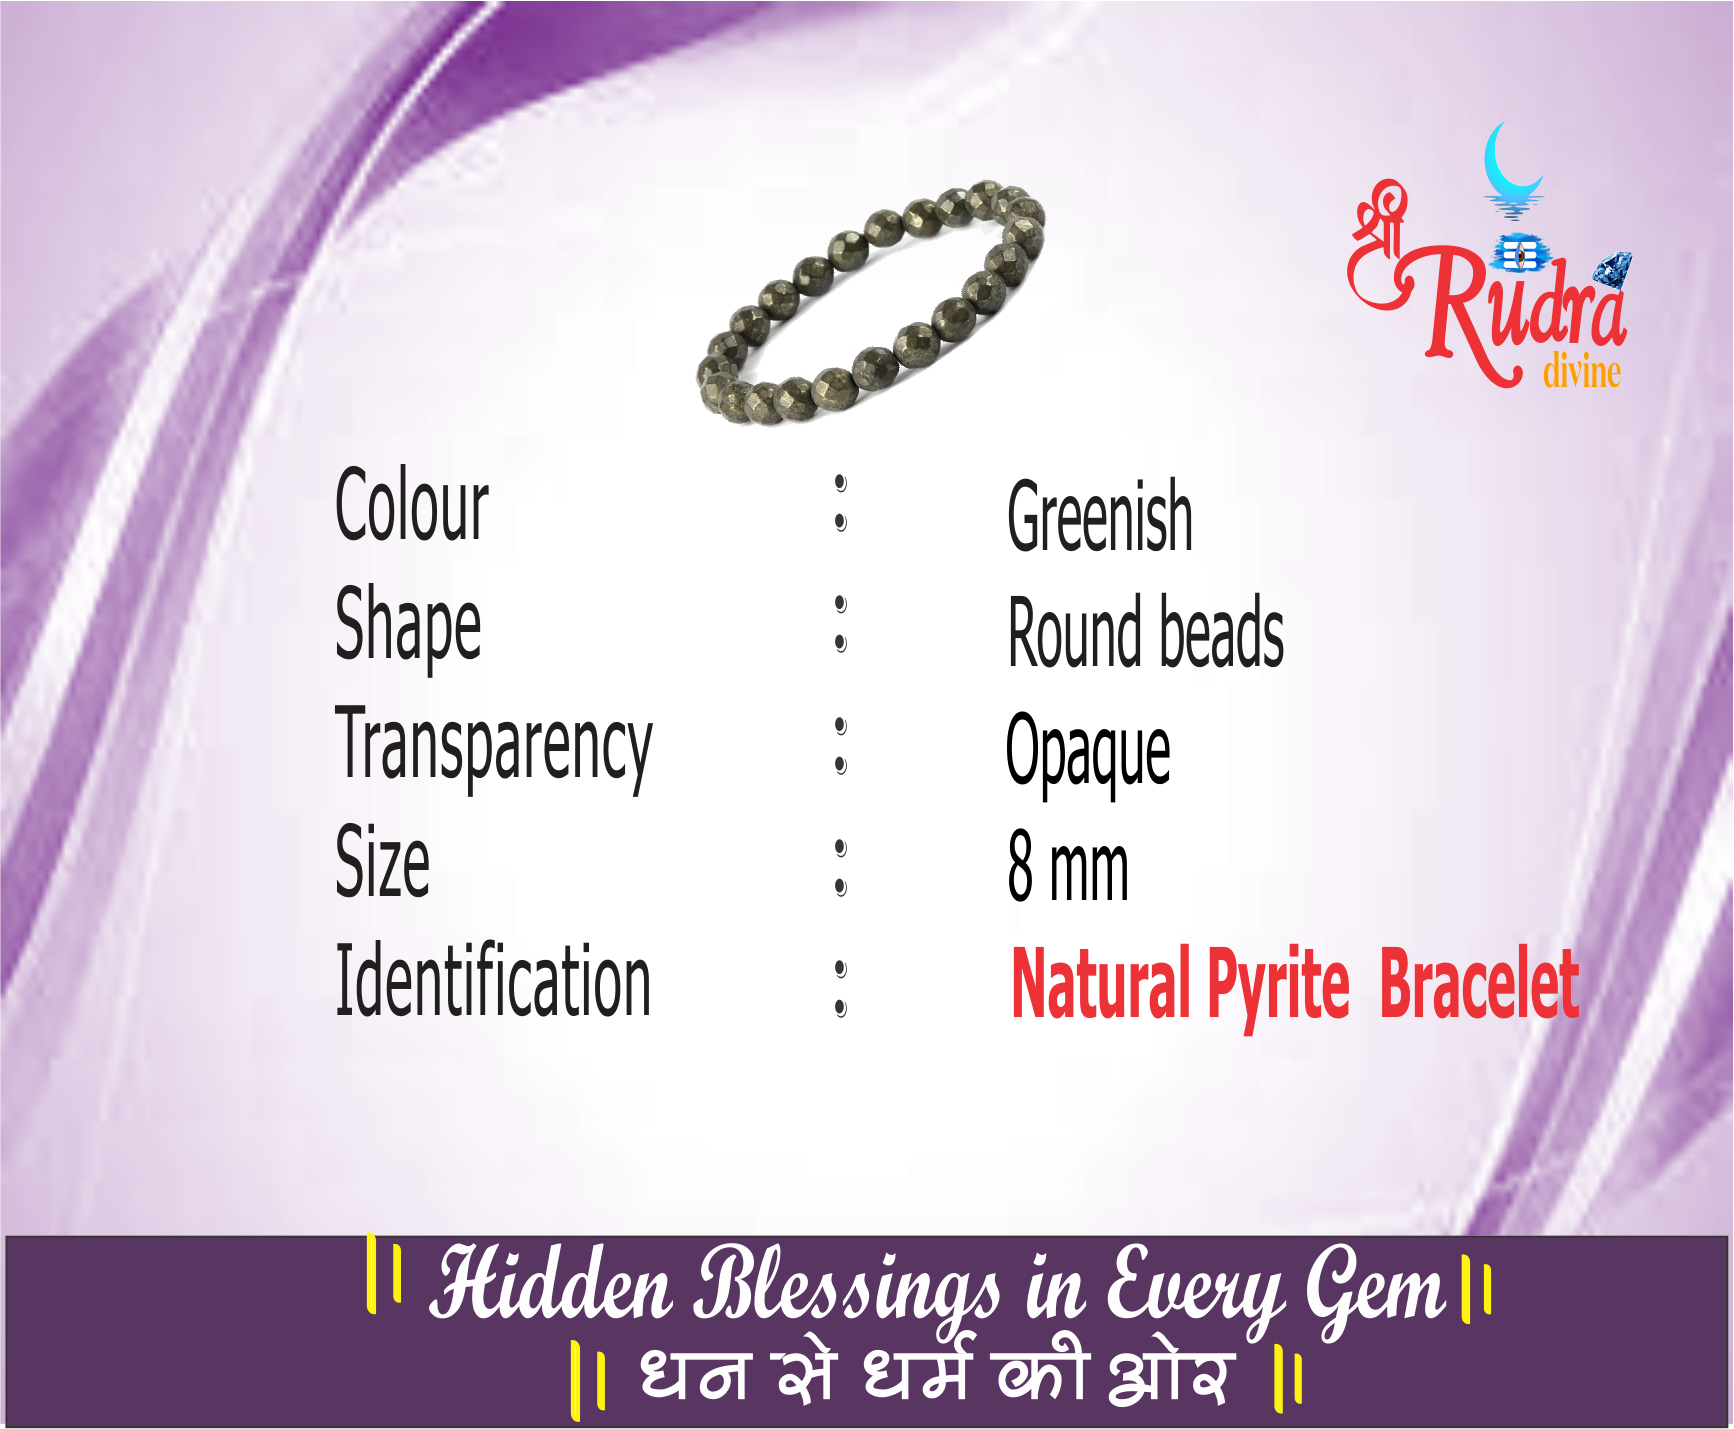 श्री
Rudra
divine
Colour : Greenish
Shape : Round beads
Transparency : Opaque
Size : 8 mm
Identification : Natural Pyrite Bracelet
|| Hidden Blessings in Every Gem ||
|| धन से धर्म की ओर ||